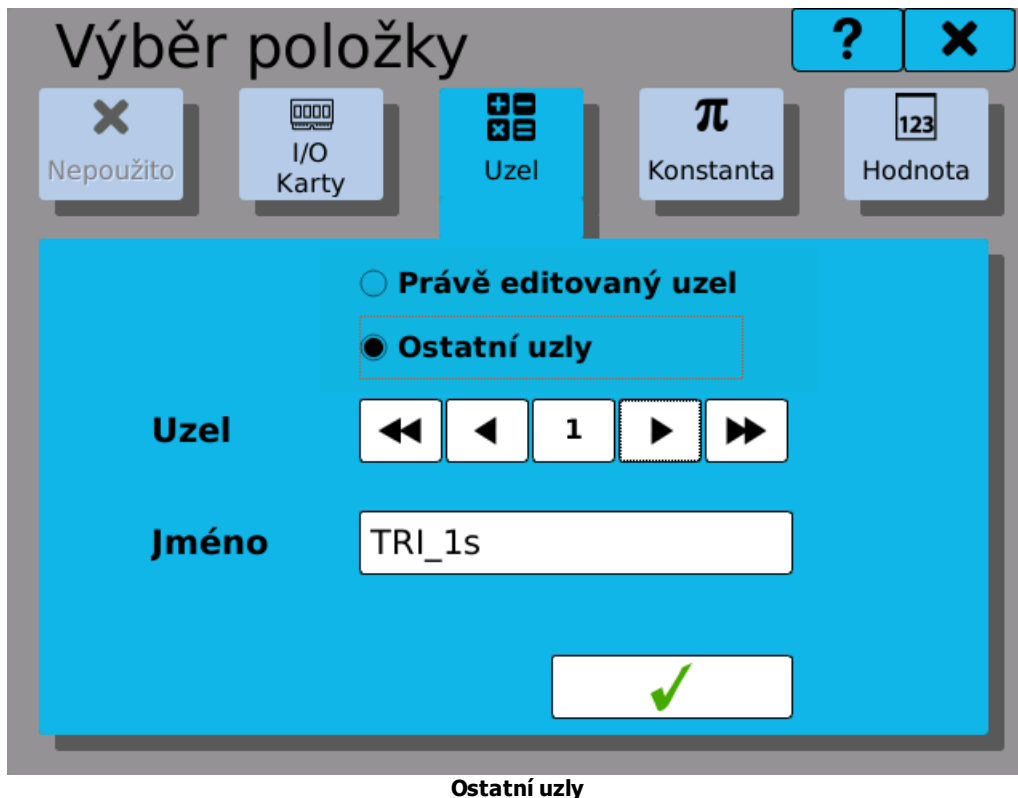 Výběr položky
?
Nepoužito
I/O
Karty
Uzel
π
Konstanta
123
Hodnota
Právě editovaný uzel
Ostatní uzly
Uzel
1
Jméno
TRI_1s
Ostatní uzly